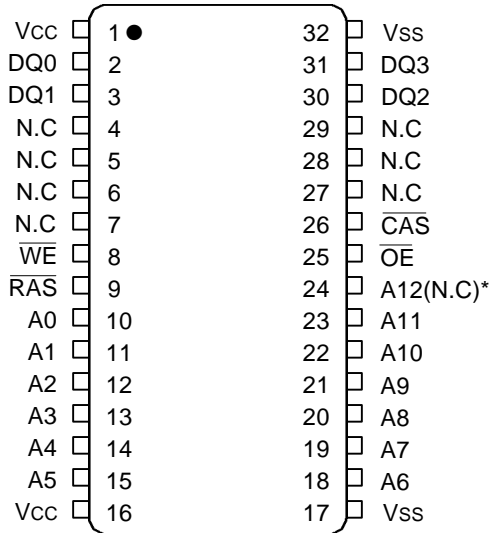 Vcc 1 32 Vss
DQ0 2 31 DQ3
DQ1 3 30 DQ2
N.C 4 29 N.C
N.C 5 28 N.C
N.C 6 27 N.C
N.C 7 26 CAS
WE 8 25 OE
RAS 9 24 A12(N.C)*
A0 10 23 A11
A1 11 22 A10
A2 12 21 A9
A3 13 20 A8
A4 14 19 A7
A5 15 18 A6
Vcc 16 17 Vss